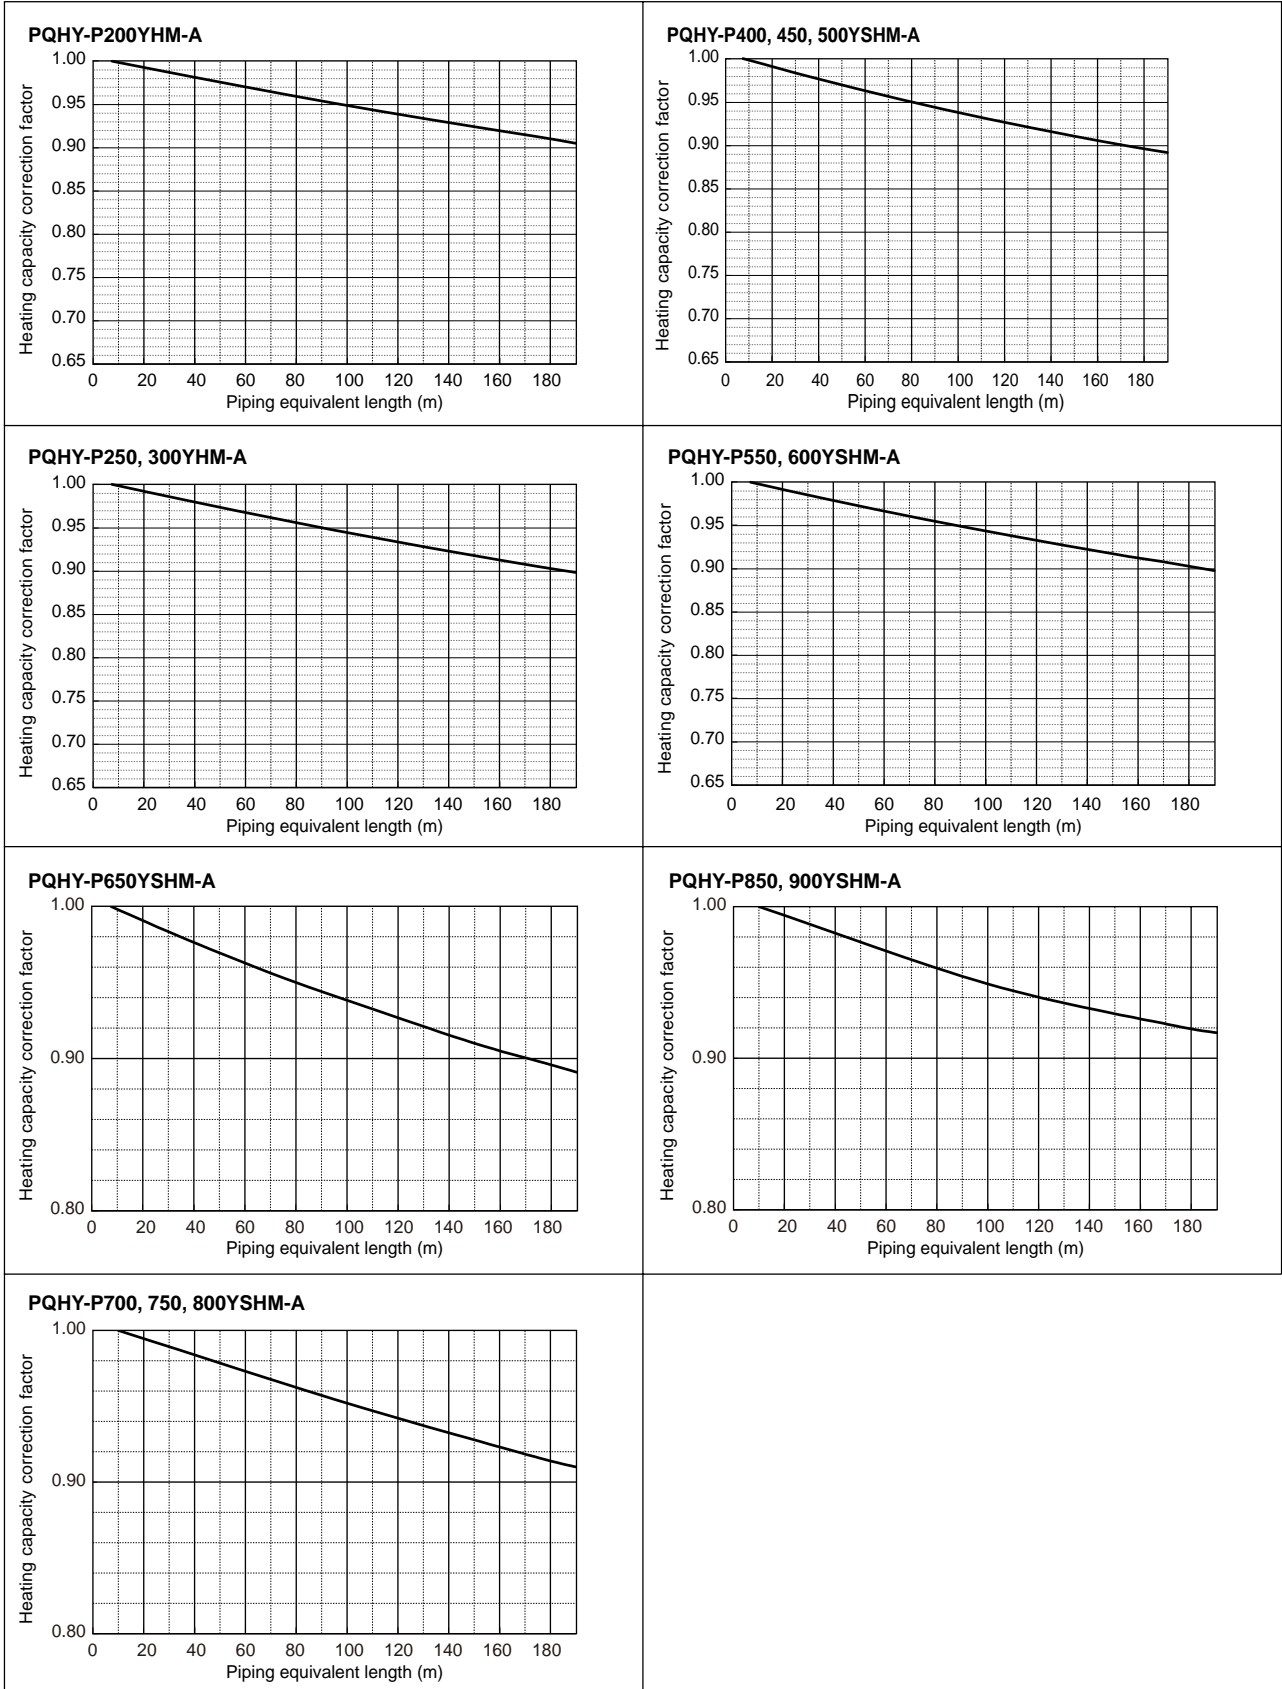 PQHY-P200YHM-A
Heating capacity correction factor
1.00
0.95
0.90
0.85
0.80
0.75
0.70
0.65
0 20 40 60 80 100 120 140 160 180
Piping equivalent length (m)
PQHY-P400, 450, 500YSHM-A
Heating capacity correction factor
1.00
0.95
0.90
0.85
0.80
0.75
0.70
0.65
0 20 40 60 80 100 120 140 160 180
Piping equivalent length (m)
PQHY-P250, 300YHM-A
Heating capacity correction factor
1.00
0.95
0.90
0.85
0.80
0.75
0.70
0.65
0 20 40 60 80 100 120 140 160 180
Piping equivalent length (m)
PQHY-P550, 600YSHM-A
Heating capacity correction factor
1.00
0.95
0.90
0.85
0.80
0.75
0.70
0.65
0 20 40 60 80 100 120 140 160 180
Piping equivalent length (m)
PQHY-P650YSHM-A
Heating capacity correction factor
1.00
0.90
0.80
0 20 40 60 80 100 120 140 160 180
Piping equivalent length (m)
PQHY-P850, 900YSHM-A
Heating capacity correction factor
1.00
0.90
0.80
0 20 40 60 80 100 120 140 160 180
Piping equivalent length (m)
PQHY-P700, 750, 800YSHM-A
Heating capacity correction factor
1.00
0.90
0.80
0 20 40 60 80 100 120 140 160 180
Piping equivalent length (m)